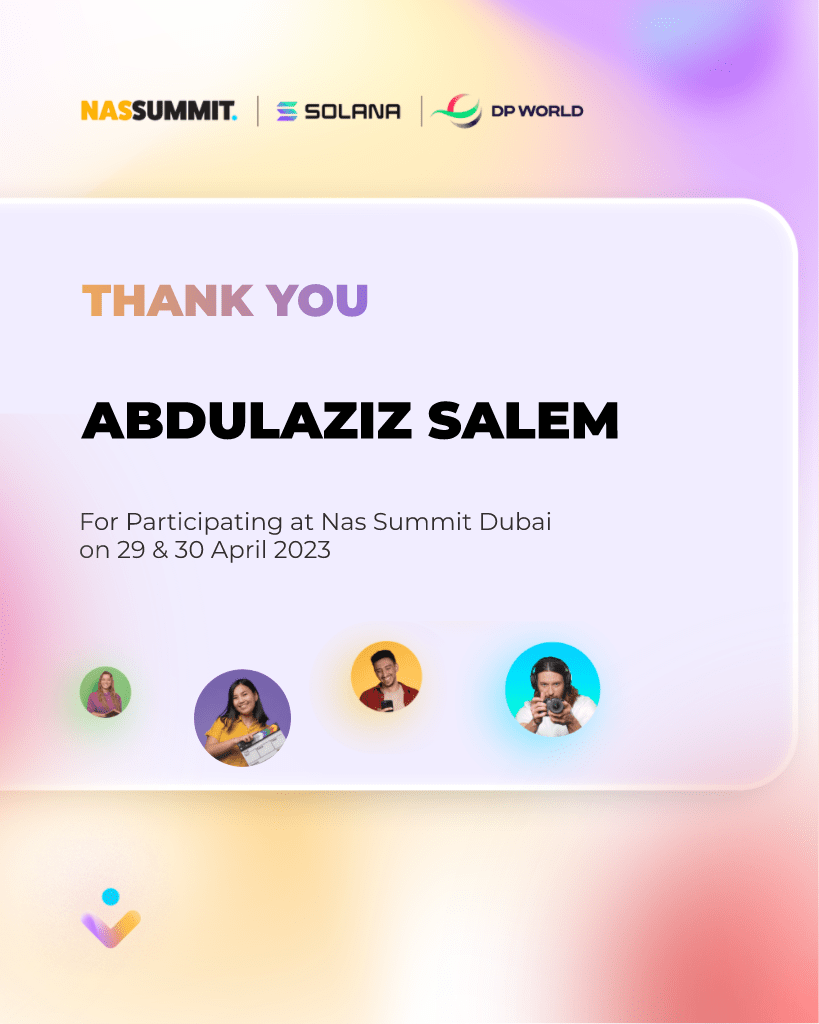 NASSUMMIT.
SOLANA
DP WORLD
THANK YOU
ABDULAZIZ SALEM
For Participating at Nas Summit Dubai
on 29 & 30 April 2023